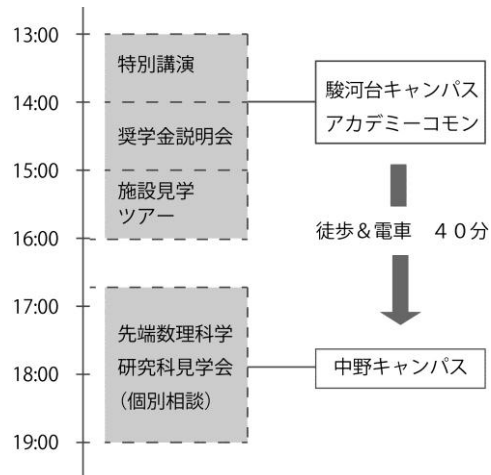 13:00
特別講演
14:00
駿河台キャンパス
アカデミーコモン
奨学金説明会
15:00
施設見学
ツアー
16:00
徒歩＆電車　４０分
17:00
先端数理科学
研究科見学会
（個別相談）
18:00
中野キャンパス
19:00